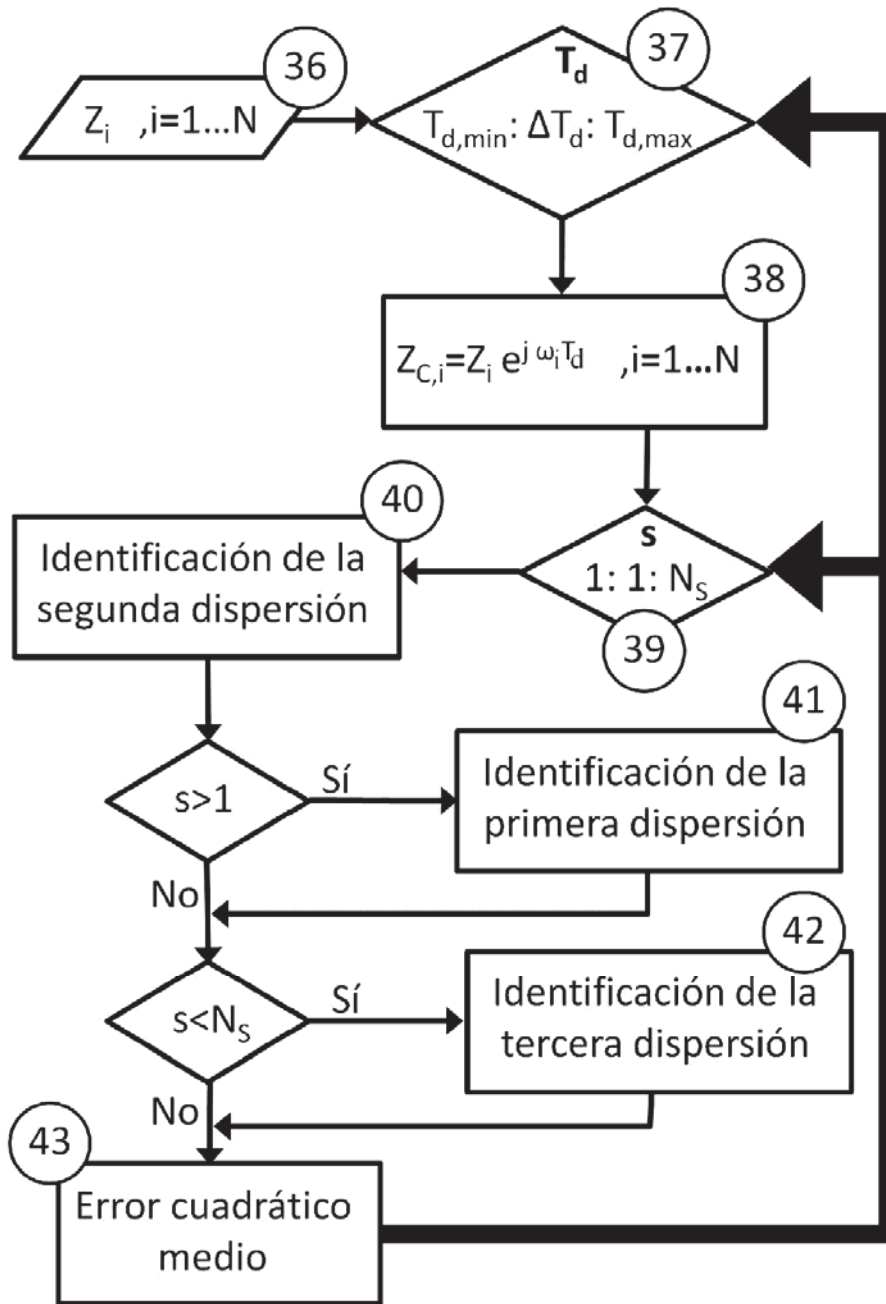 36
Z_i ,i=1...N
37
T_d
T_d,min: ΔT_d: T_d,max
38
Z_C,i=Z_i e^j ω_i T_d ,i=1...N
39
s
1: 1: N_S
40
Identificación de la
segunda dispersión
41
Identificación de la
primera dispersión
s>1
Sí
No
42
Identificación de la
tercera dispersión
s<N_S
Sí
No
43
Error cuadrático
medio